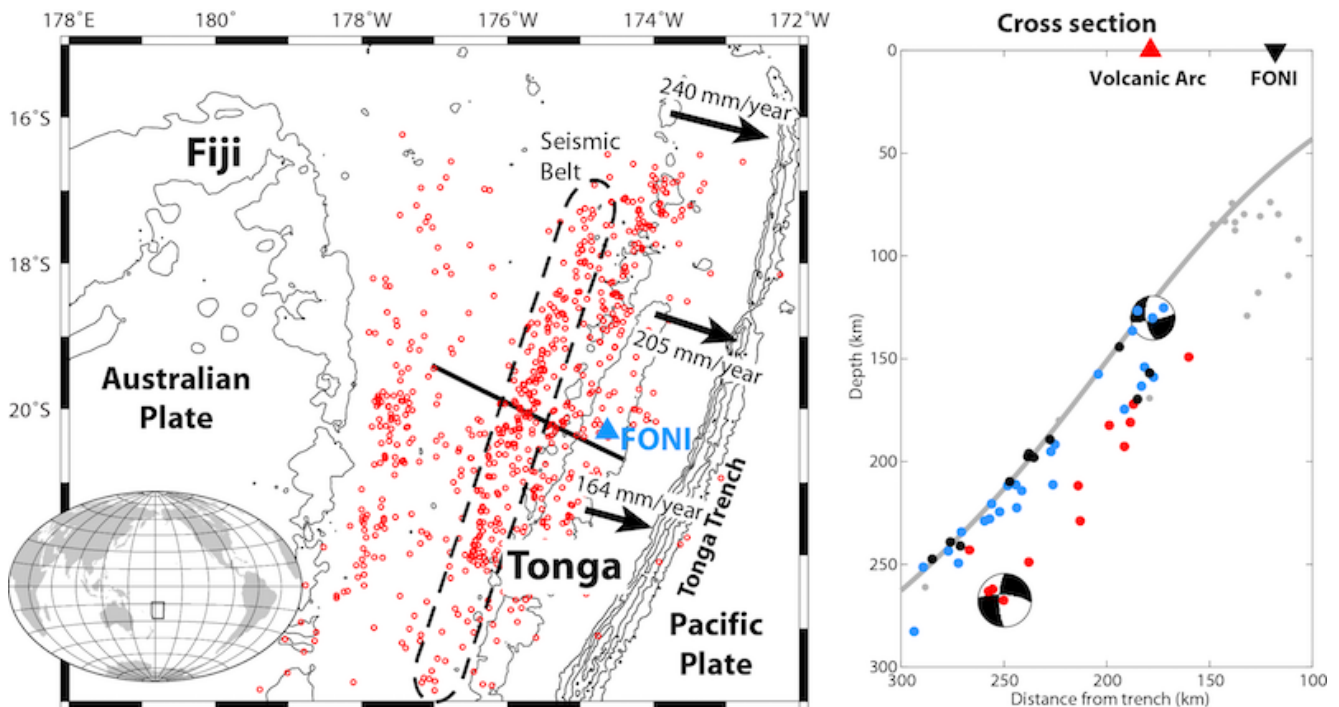 178°E 180° 178°W 176°W 174°W 172°W
16°S
18°S
20°S
Fiji
Seismic
Belt
240 mm/year
205 mm/year
164 mm/year
Australian
Plate
FONI
Tonga
Tonga Trench
Pacific
Plate
Cross section
Volcanic Arc FONI
0
50
100
150
200
250
300
Depth (km)
300 250 200 150 100
Distance from trench (km)